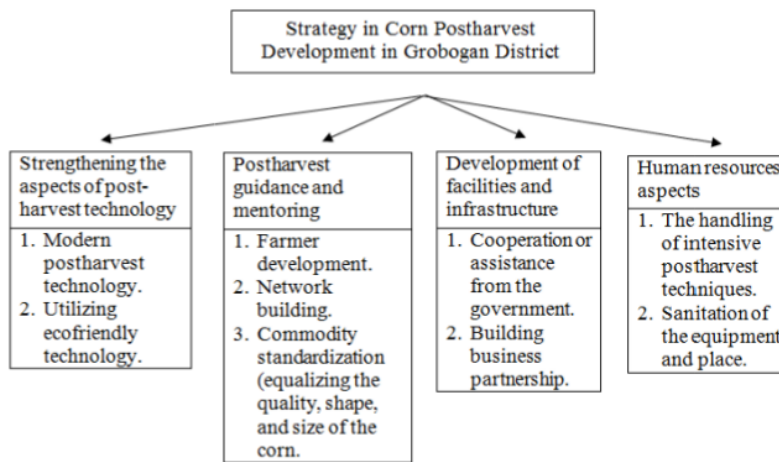 Strategy in Corn Postharvest
Development in Grobogan District
Strengthening the
aspects of post-
harvest technology
1. Modern
postharvest
technology.
2. Utilizing
ecofriendly
technology.
Postharvest
guidance and
mentoring
1. Farmer
development.
2. Network
building.
3. Commodity
standardization
(equalizing the
quality, shape,
and size of the
corn.
Development of
facilities and
infrastructure
1. Cooperation or
assistance
from the
government.
2. Building
business
partnership.
Human resources
aspects
1. The handling
of intensive
postharvest
techniques.
2. Sanitation of
the equipment
and place.